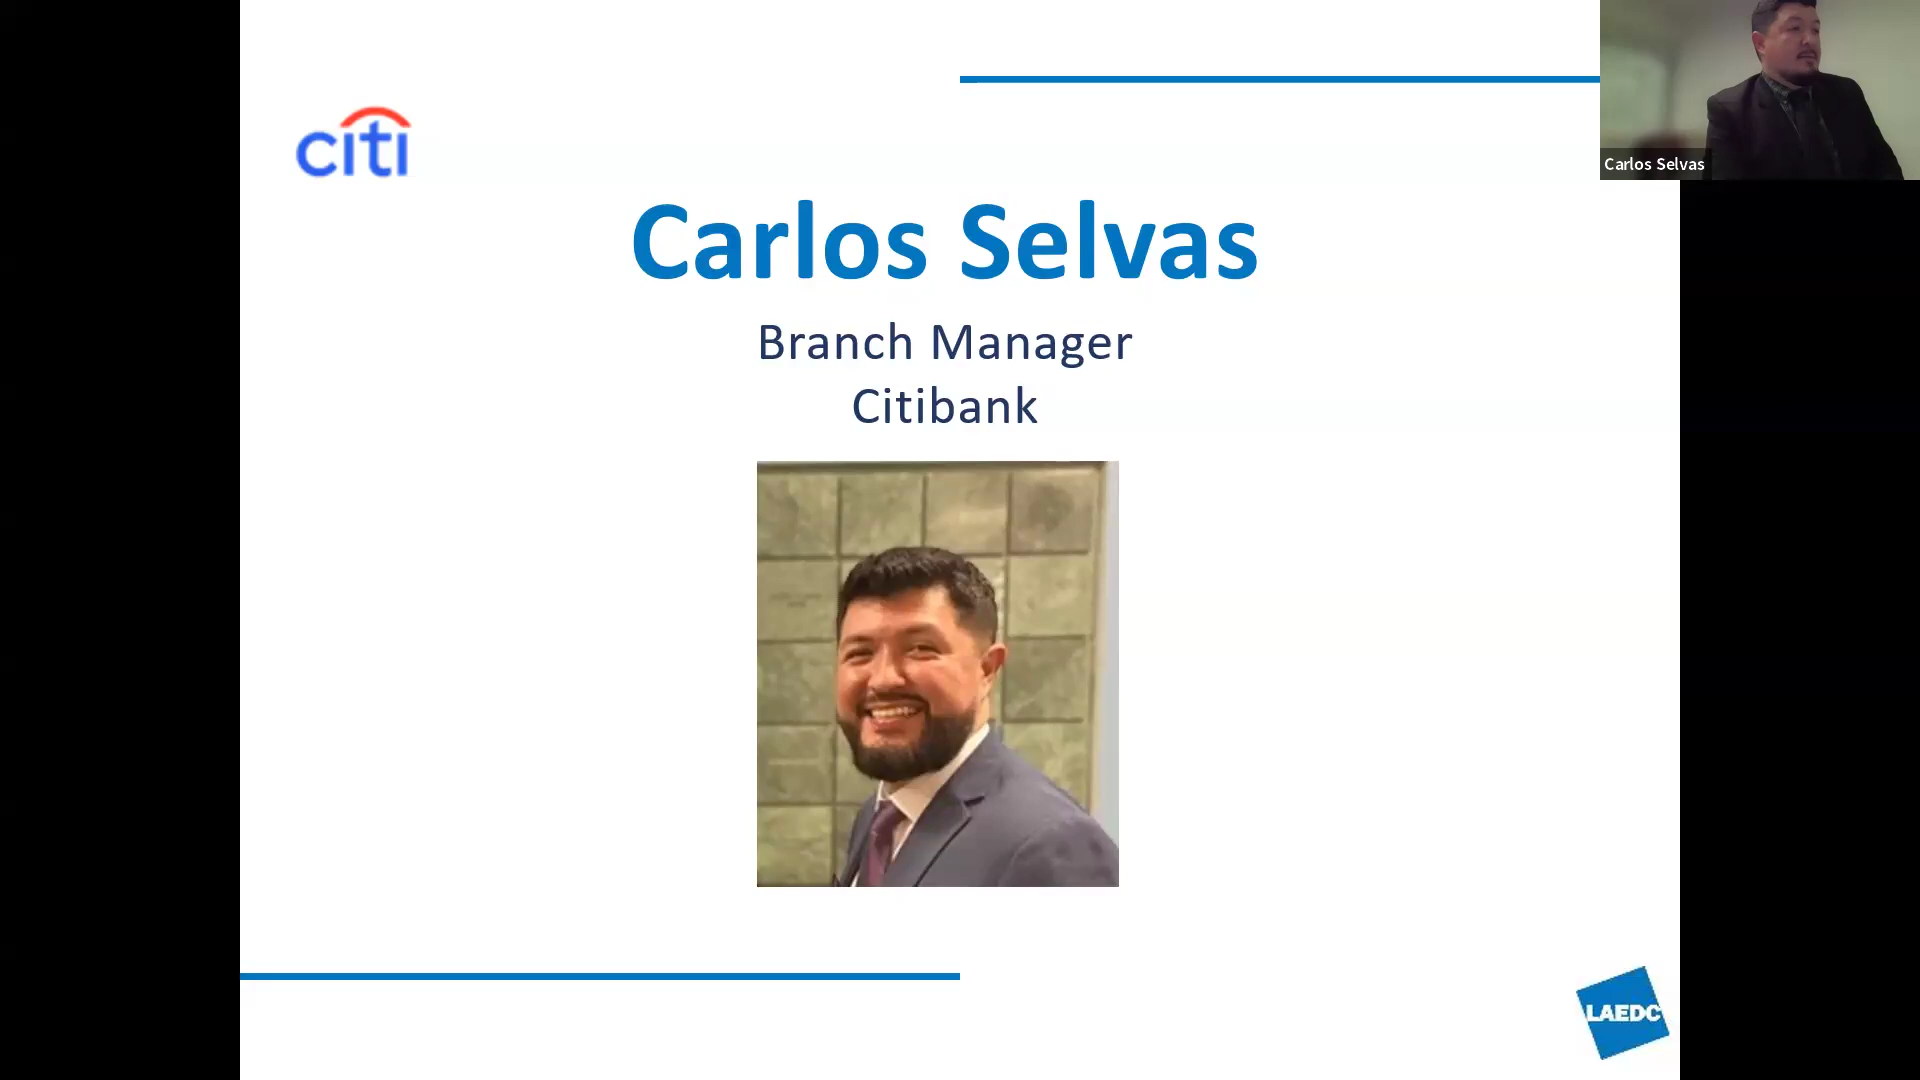 citi
Carlos Selvas
Carlos Selvas
Branch Manager
Citibank
LAEDC